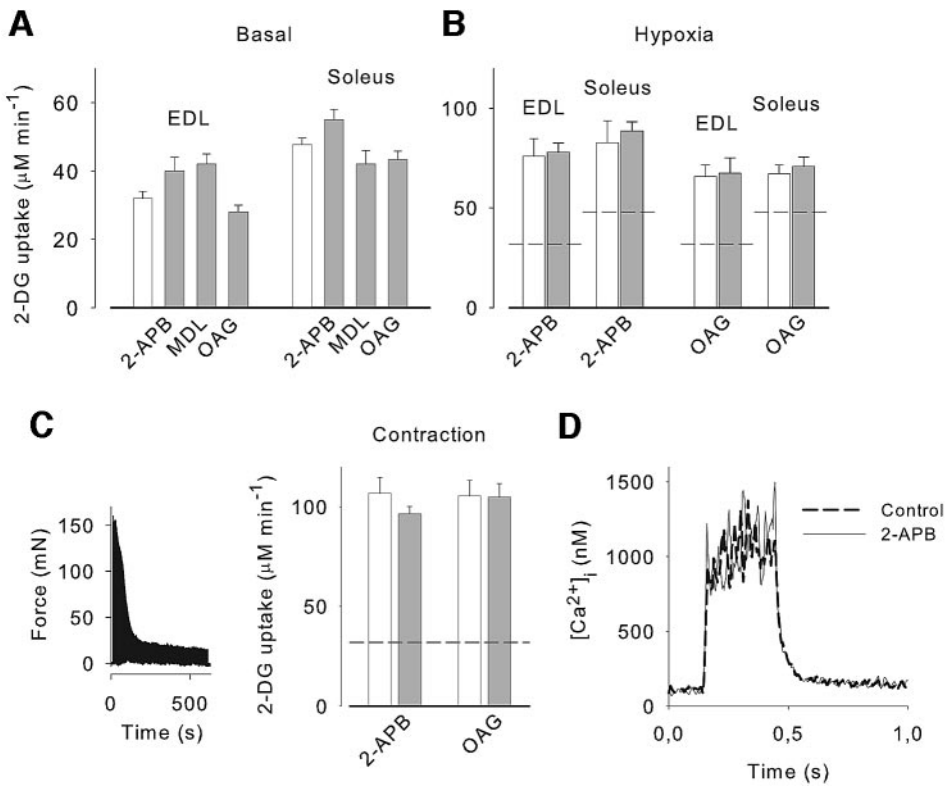 A
Basal
2-DG uptake (μM min⁻¹)
60
40
20
0
EDL
Soleus
2-APB
MDL
OAG
2-APB
MDL
OAG
B
Hypoxia
100
50
0
EDL
Soleus
EDL
Soleus
2-APB
2-APB
OAG
OAG
C
Contraction
Force (mN)
150
100
50
0
0
500
Time (s)
2-DG uptake (μM min⁻¹)
100
50
0
2-APB
OAG
D
[Ca²⁺]ᵢ (nM)
1500
1000
500
0
Control
2-APB
0,0
0,5
1,0
Time (s)